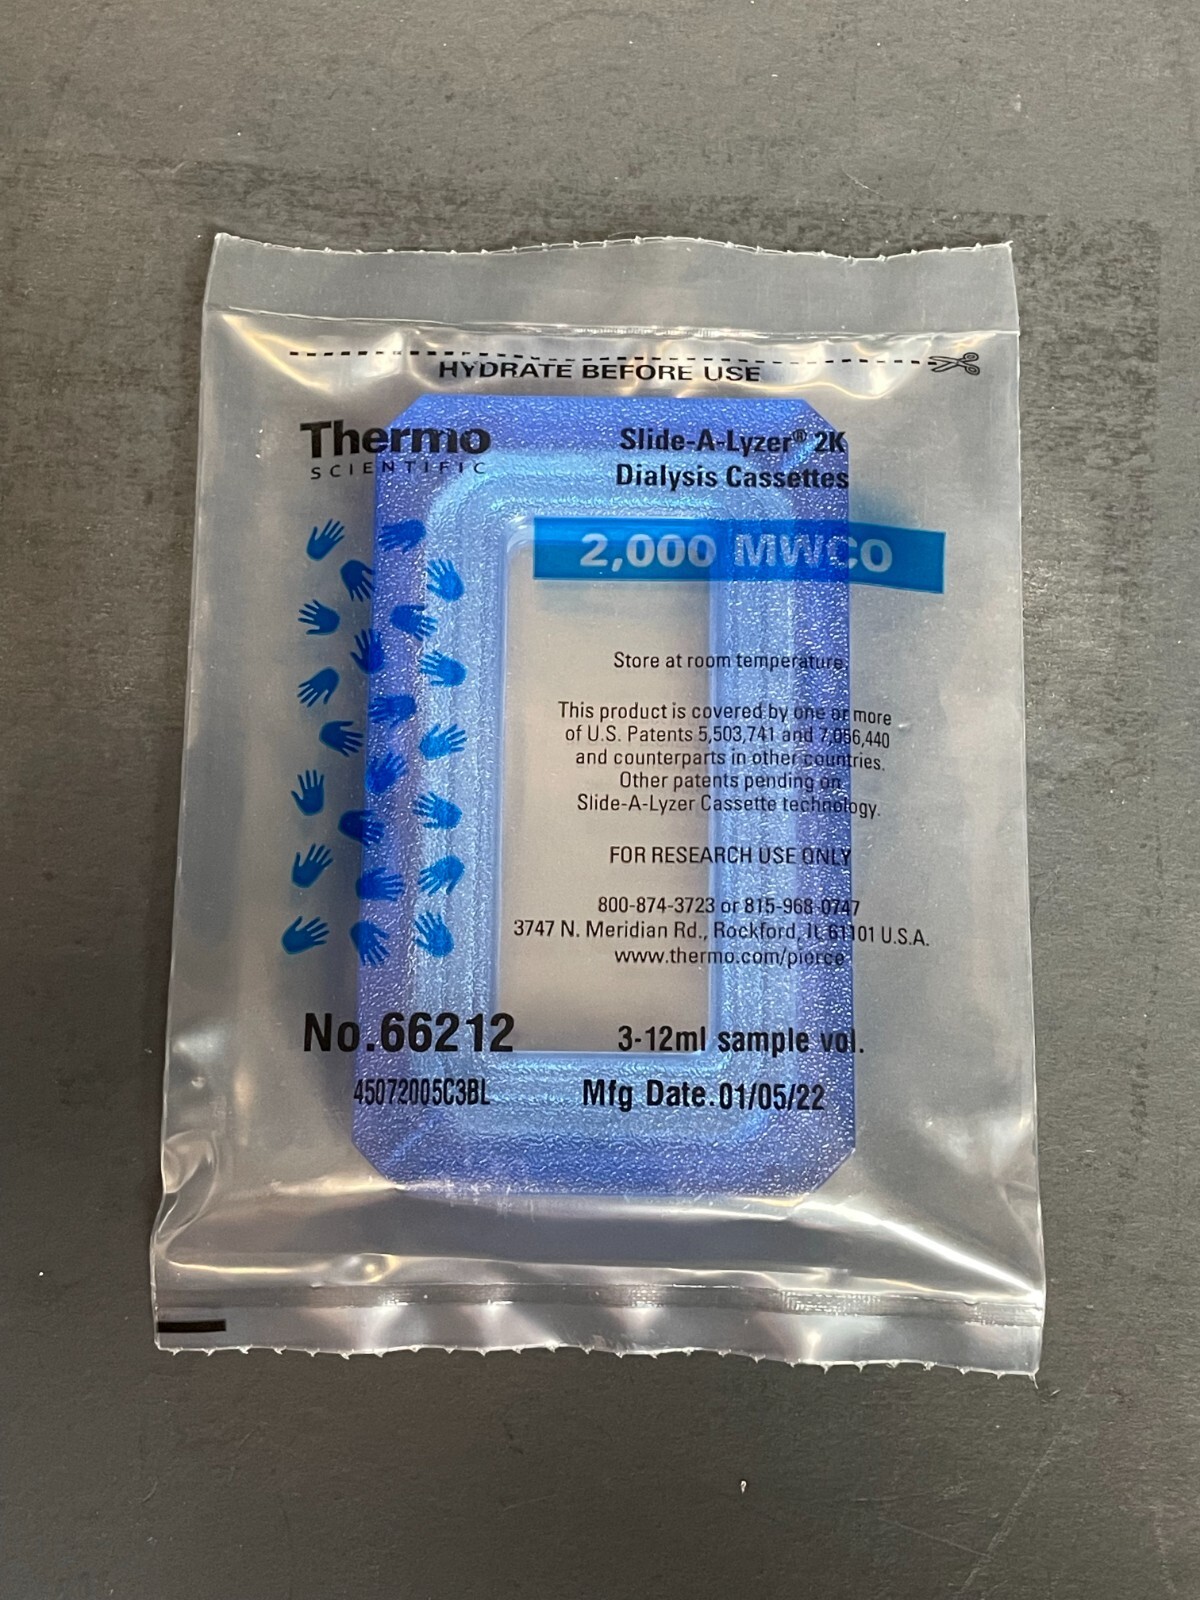 HYDRATE BEFORE USE
Thermo
SCIENTIFIC
Slide-A-Lyzer® 2K
Dialysis Cassettes
2,000 MWCO
Store at room temperature.
This product is covered by one or more
of U.S. Patents 5,503,741 and 7,056,440
and counterparts in other countries.
Other patents pending on
Slide-A-Lyzer Cassette technology.
FOR RESEARCH USE ONLY
800-874-3723 or 815-968-0747
3747 N. Meridian Rd., Rockford, IL 61101 U.S.A.
www.thermo.com/pierce
No.66212
3-12ml sample vol.
45072005C3BL
Mfg Date.01/05/22